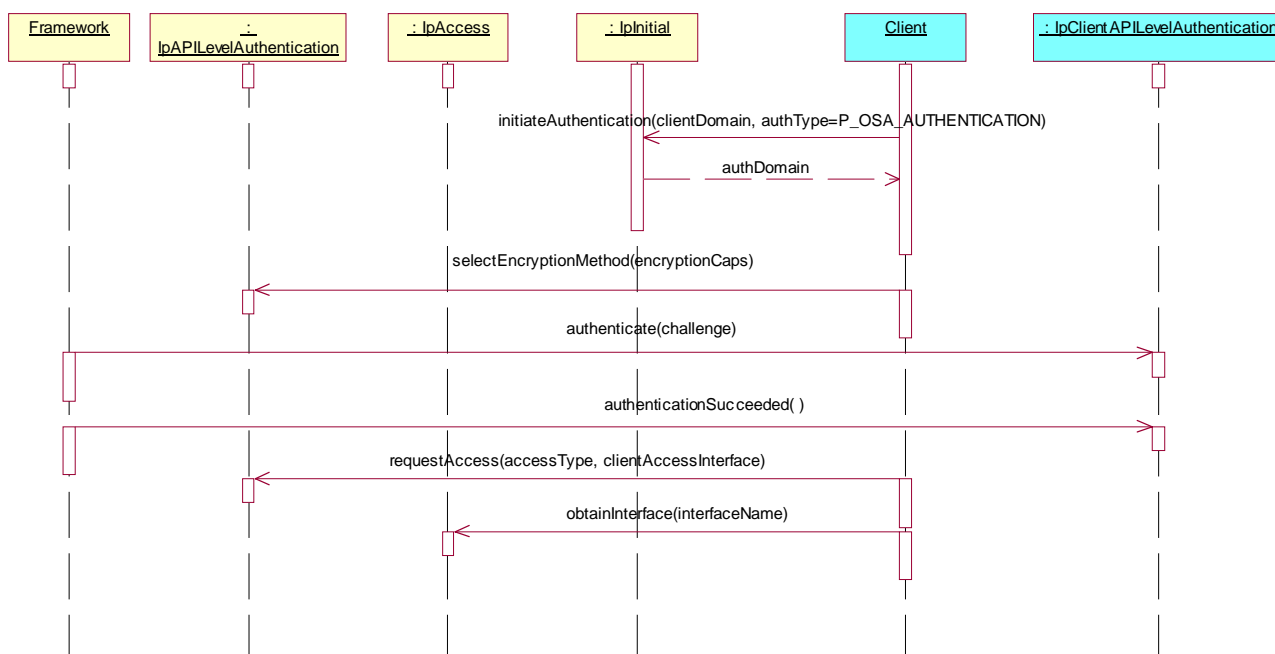 Framework
:
IpAPILevelAuthentication
: IpAccess
: IpInitial
Client
: IpClientAPILevelAuthentication
initiateAuthentication(clientDomain, authType=P_OSA_AUTHENTICATION)
authDomain
selectEncryptionMethod(encryptionCaps)
authenticate(challenge)
authenticationSucceeded( )
requestAccess(accessType, clientAccessInterface)
obtainInterface(interfaceName)